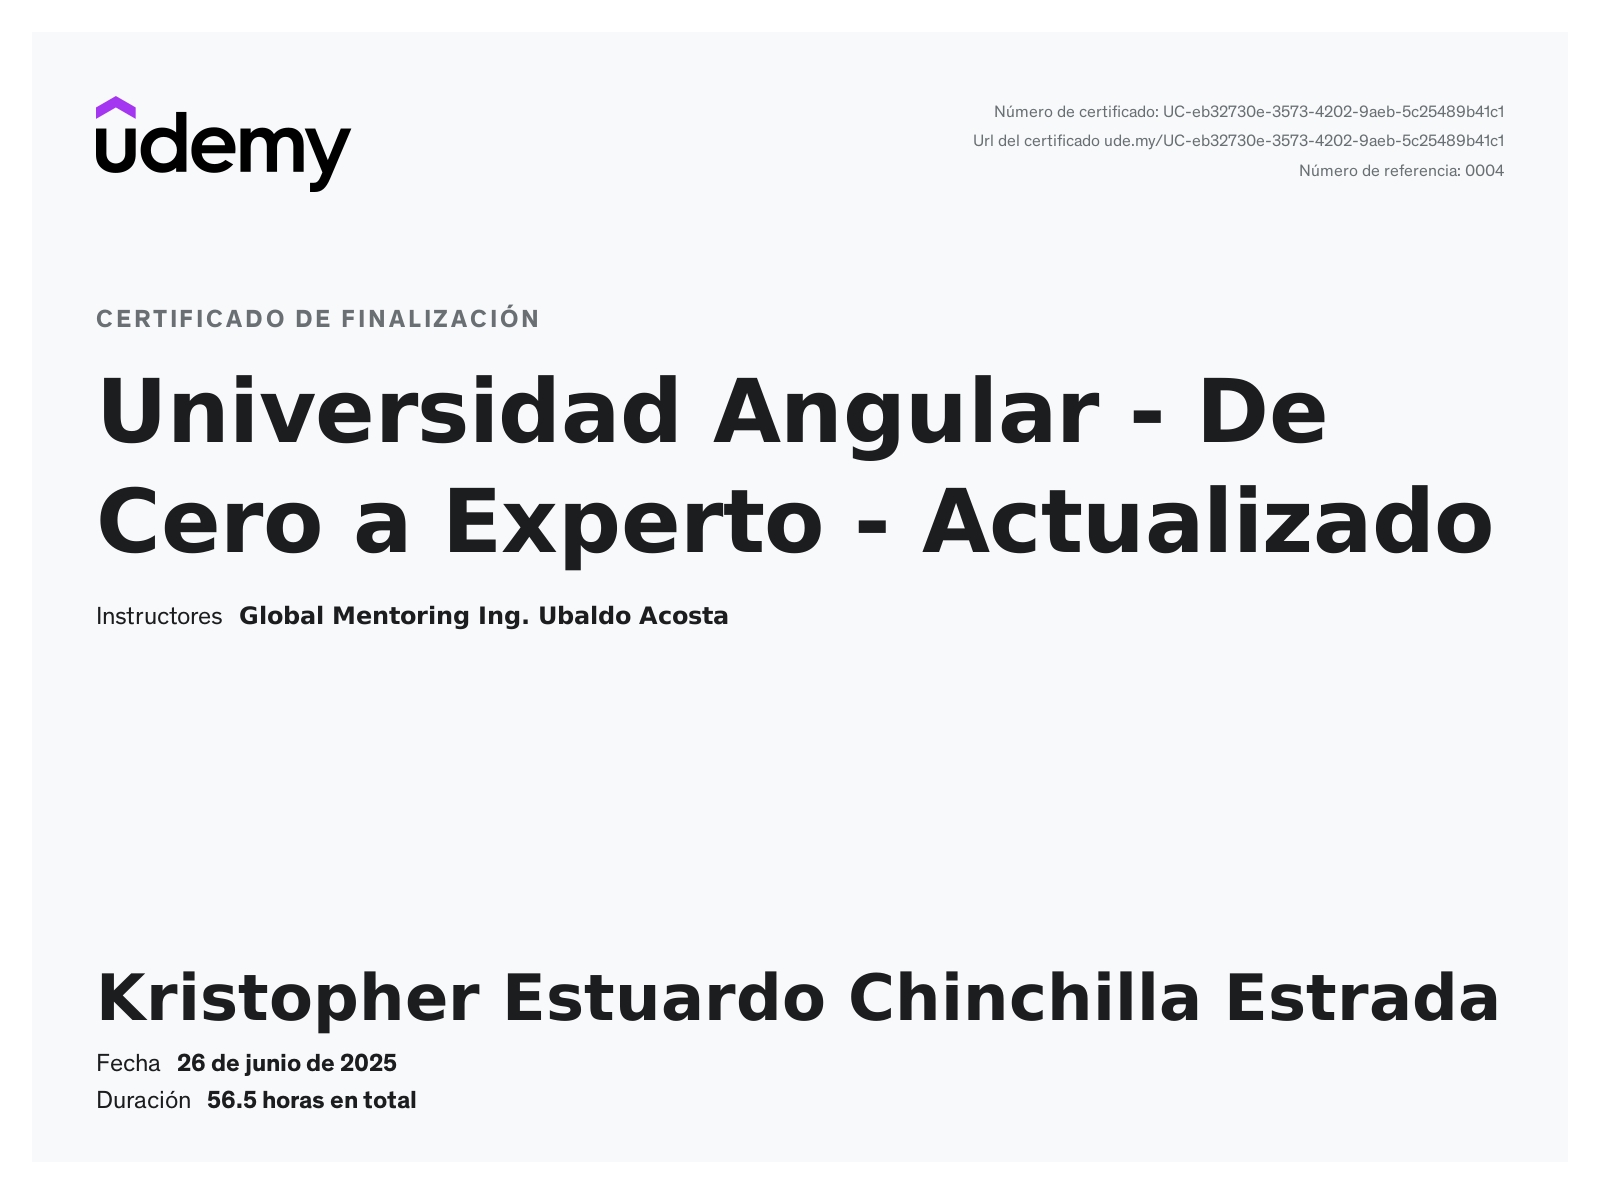 udemy
Número de certificado: UC-eb32730e-3573-4202-9aeb-5c25489b41c1
Url del certificado ude.my/UC-eb32730e-3573-4202-9aeb-5c25489b41c1
Número de referencia: 0004
CERTIFICADO DE FINALIZACIÓN
Universidad Angular - De
Cero a Experto - Actualizado
Instructores Global Mentoring Ing. Ubaldo Acosta
Kristopher Estuardo Chinchilla Estrada
Fecha 26 de junio de 2025
Duración 56.5 horas en total